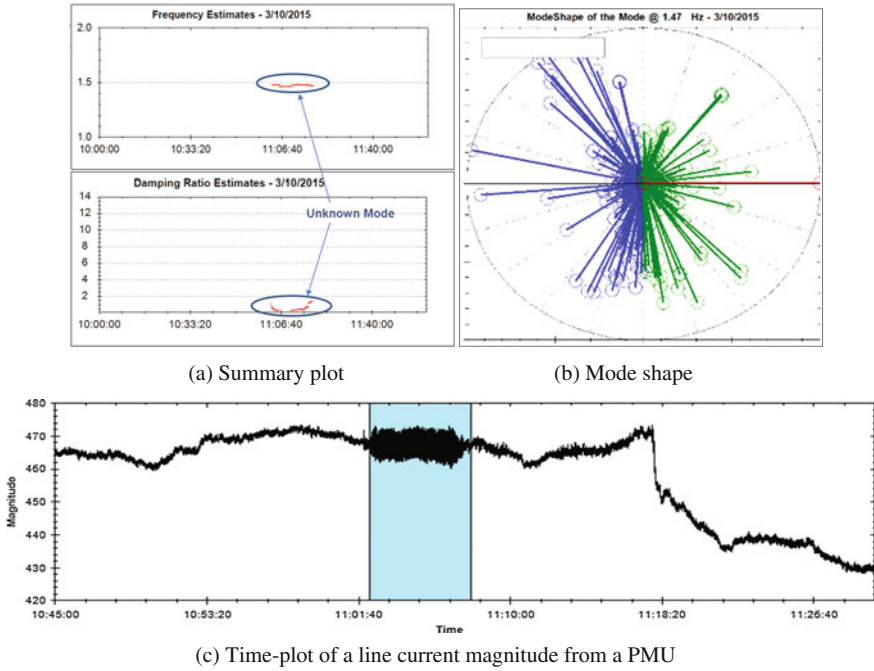 Frequency Estimates - 3/10/2015
2.0
1.5
1.0
10:00:00 10:33:20 11:06:40 11:40:00
Damping Ratio Estimates - 3/10/2015
14
12
10
8
6
4
2
Unknown Mode
10:00:00 10:33:20 11:06:40 11:40:00
ModeShape of the Mode @ 1.47 Hz - 3/10/2015
(a) Summary plot
(b) Mode shape
480
470
460
450
440
430
420
Magnitude
10:45:00 10:53:20 11:01:40 11:10:00 11:18:20 11:26:40
Time
(c) Time-plot of a line current magnitude from a PMU